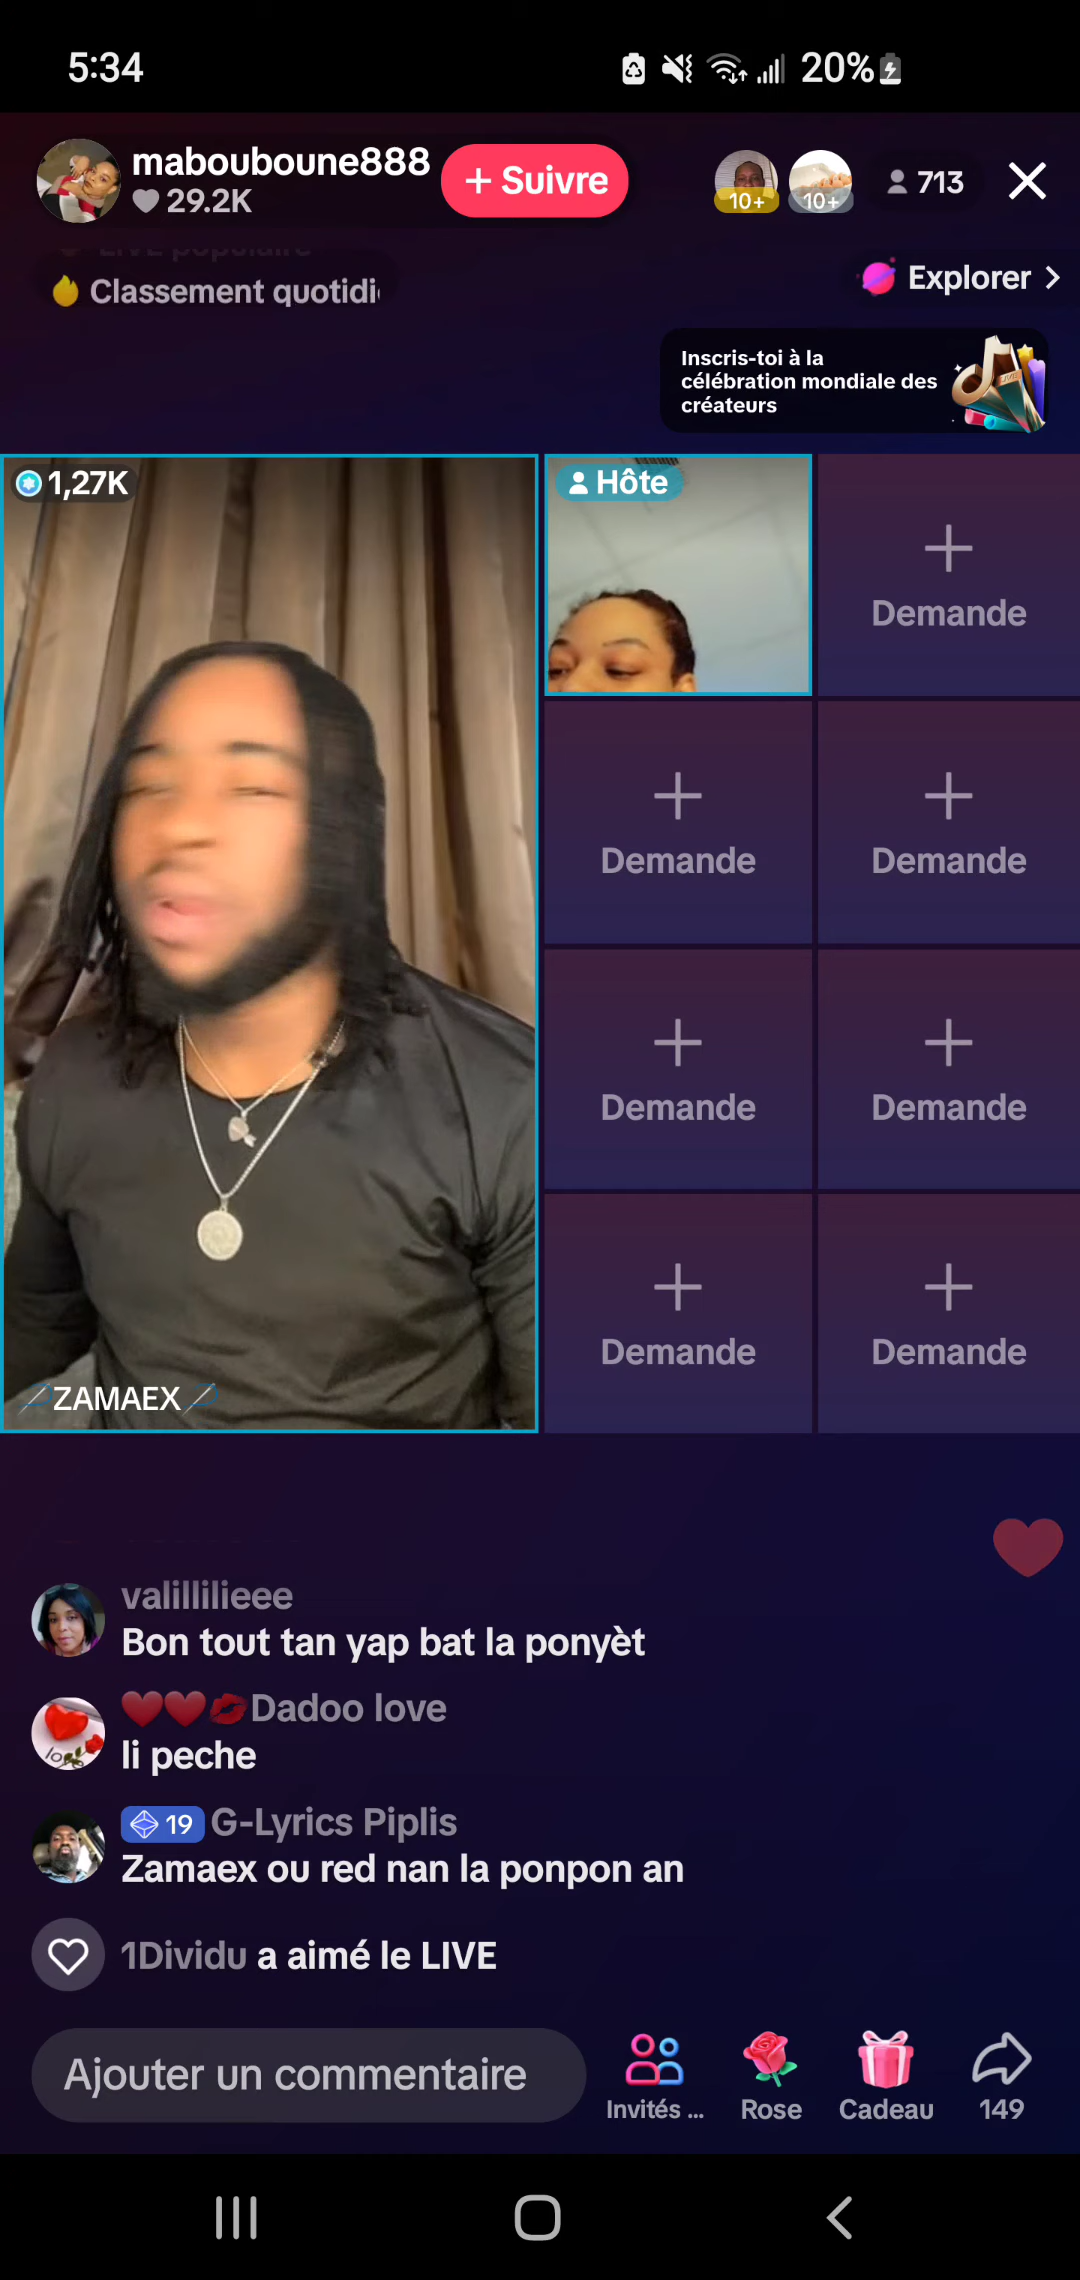 5:34
20%
mabouboune888
29.2K
+ Suivre
10+
10+
713
LIVE populaire
Classement quotidi
Explorer
Inscris-toi à la
célébration mondiale des
créateurs
1,27K
Hôte
Demande
Demande
Demande
Demande
Demande
Demande
Demande
ZAMAEX
valillilieee
Bon tout tan yap bat la ponyèt
Dadoo love
li peche
19 G-Lyrics Piplis
Zamaex ou red nan la ponpon an
1Dividu a aimé le LIVE
Ajouter un commentaire
Invités ...
Rose
Cadeau
149